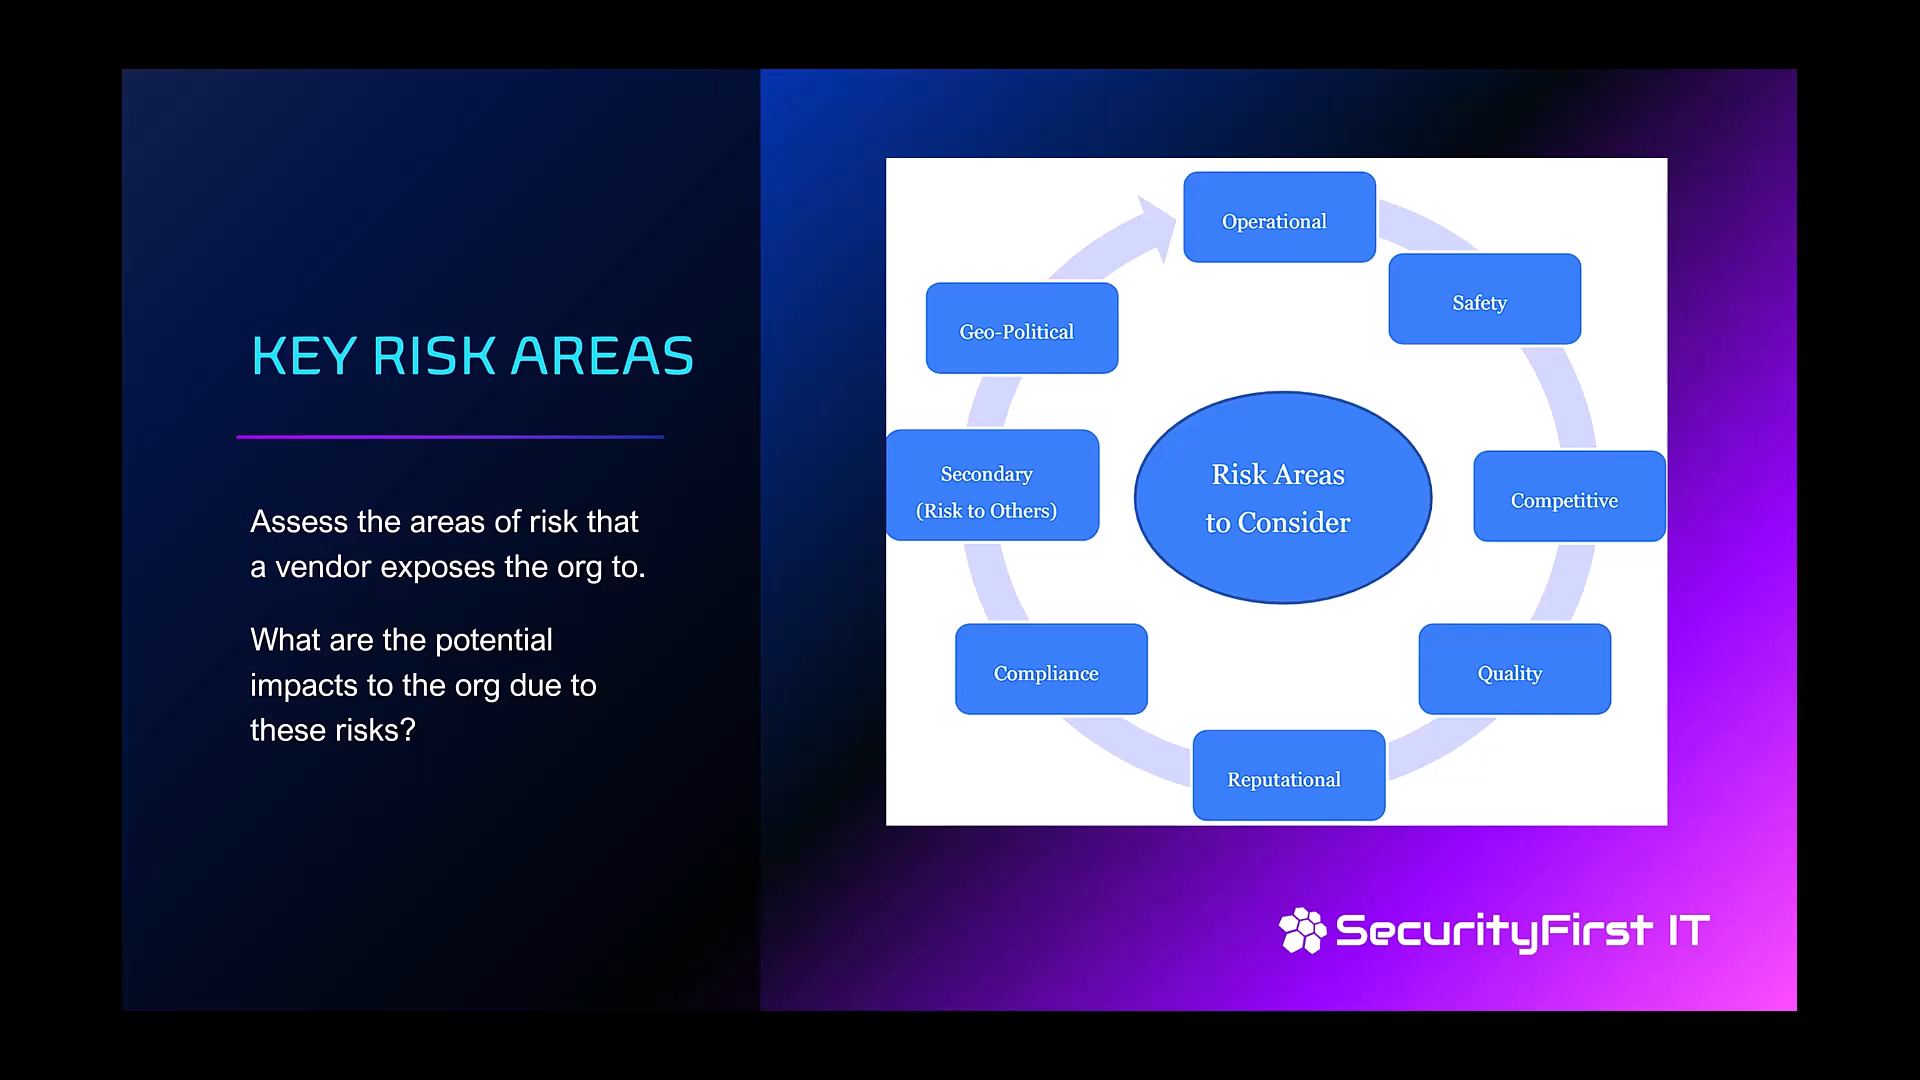 KEY RISK AREAS
Assess the areas of risk that
a vendor exposes the org to.
What are the potential
impacts to the org due to
these risks?
Operational
Safety
Competitive
Quality
Reputational
Compliance
Secondary
(Risk to Others)
Geo-Political
Risk Areas
to Consider
SecurityFirst IT